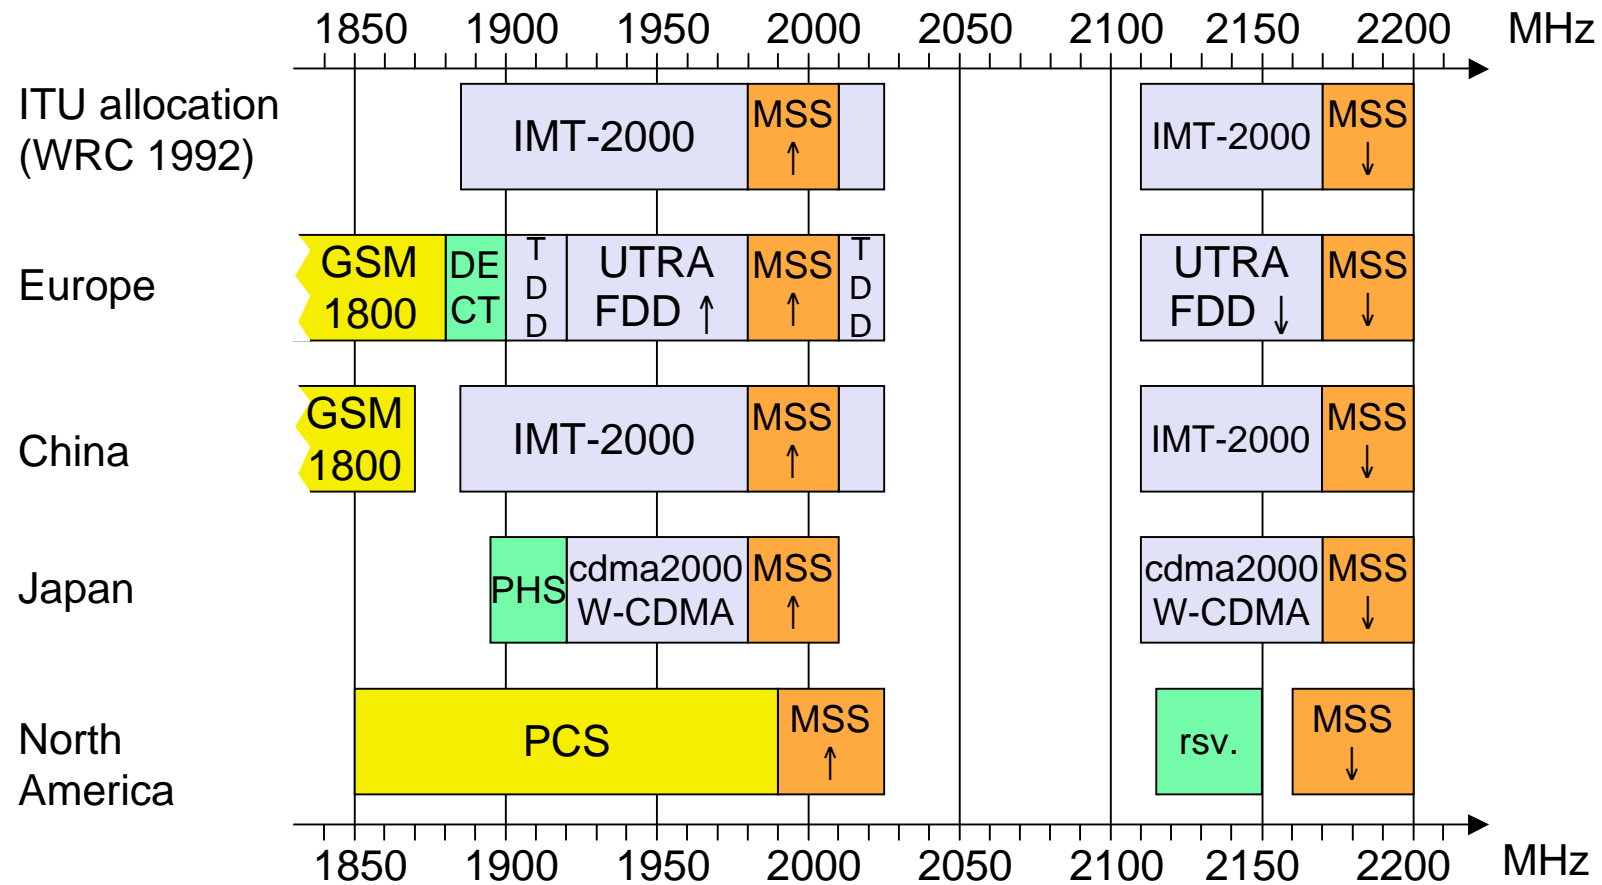 1850 1900 1950 2000 2050 2100 2150 2200 MHz
ITU allocation
(WRC 1992)
IMT-2000
MSS
↑
IMT-2000
MSS
↓
Europe
GSM
1800
DE
CT
T
D
D
UTRA
FDD ↑
MSS
↑
T
D
D
UTRA
FDD ↓
MSS
↓
China
GSM
1800
IMT-2000
MSS
↑
IMT-2000
MSS
↓
Japan
PHS
cdma2000
W-CDMA
MSS
↑
cdma2000
W-CDMA
MSS
↓
North
America
PCS
MSS
↑
rsv.
MSS
↓
1850 1900 1950 2000 2050 2100 2150 2200 MHz